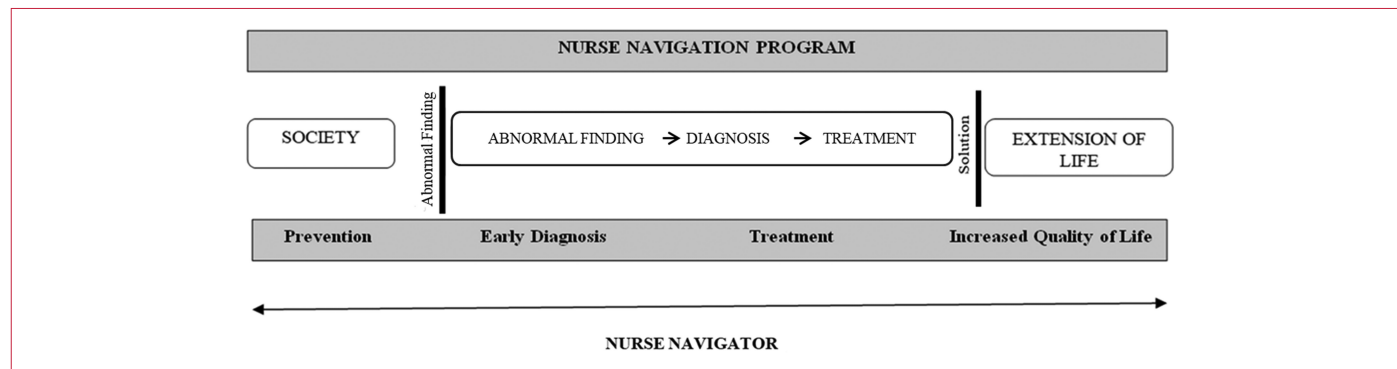 NURSE NAVIGATION PROGRAM
SOCIETY
Abnormal Finding
ABNORMAL FINDING → DIAGNOSIS → TREATMENT
Solution
EXTENSION OF
LIFE
Prevention Early Diagnosis Treatment Increased Quality of Life
NURSE NAVIGATOR